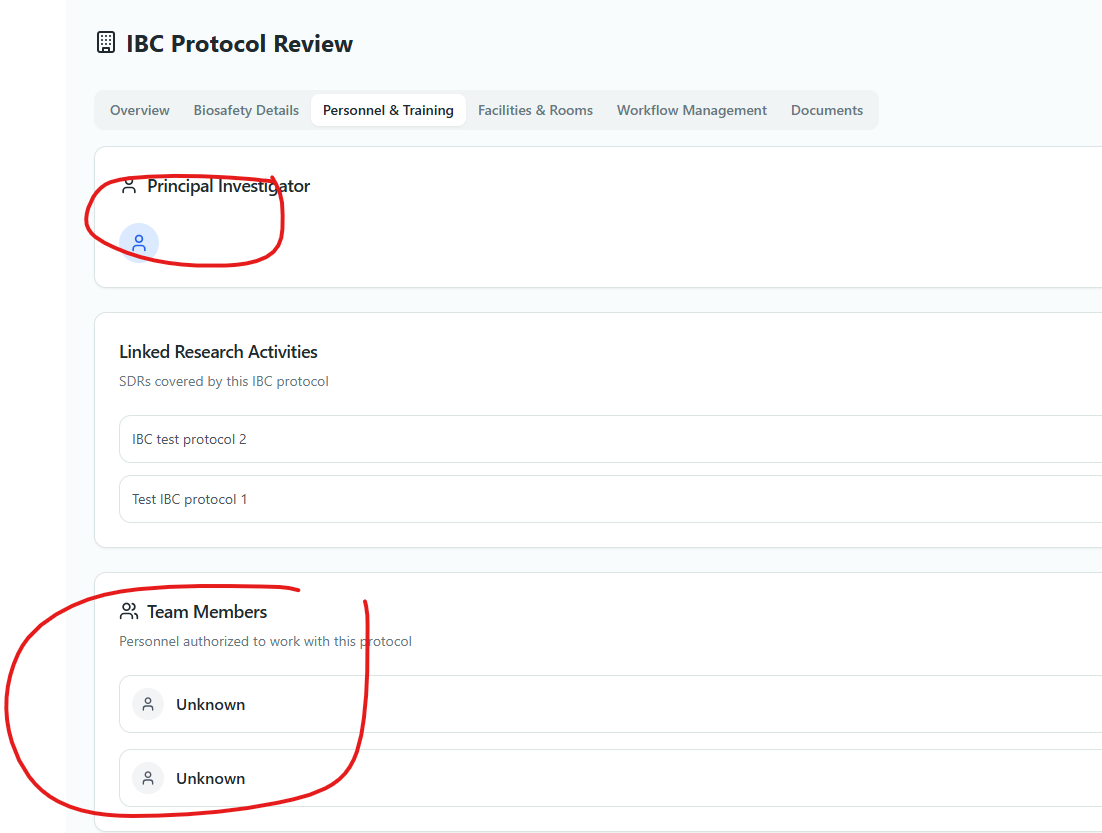 IBC Protocol Review
Overview Biosafety Details Personnel & Training Facilities & Rooms Workflow Management Documents
Principal Investigator
Linked Research Activities
SDRs covered by this IBC protocol
IBC test protocol 2
Test IBC protocol 1
Team Members
Personnel authorized to work with this protocol
Unknown
Unknown